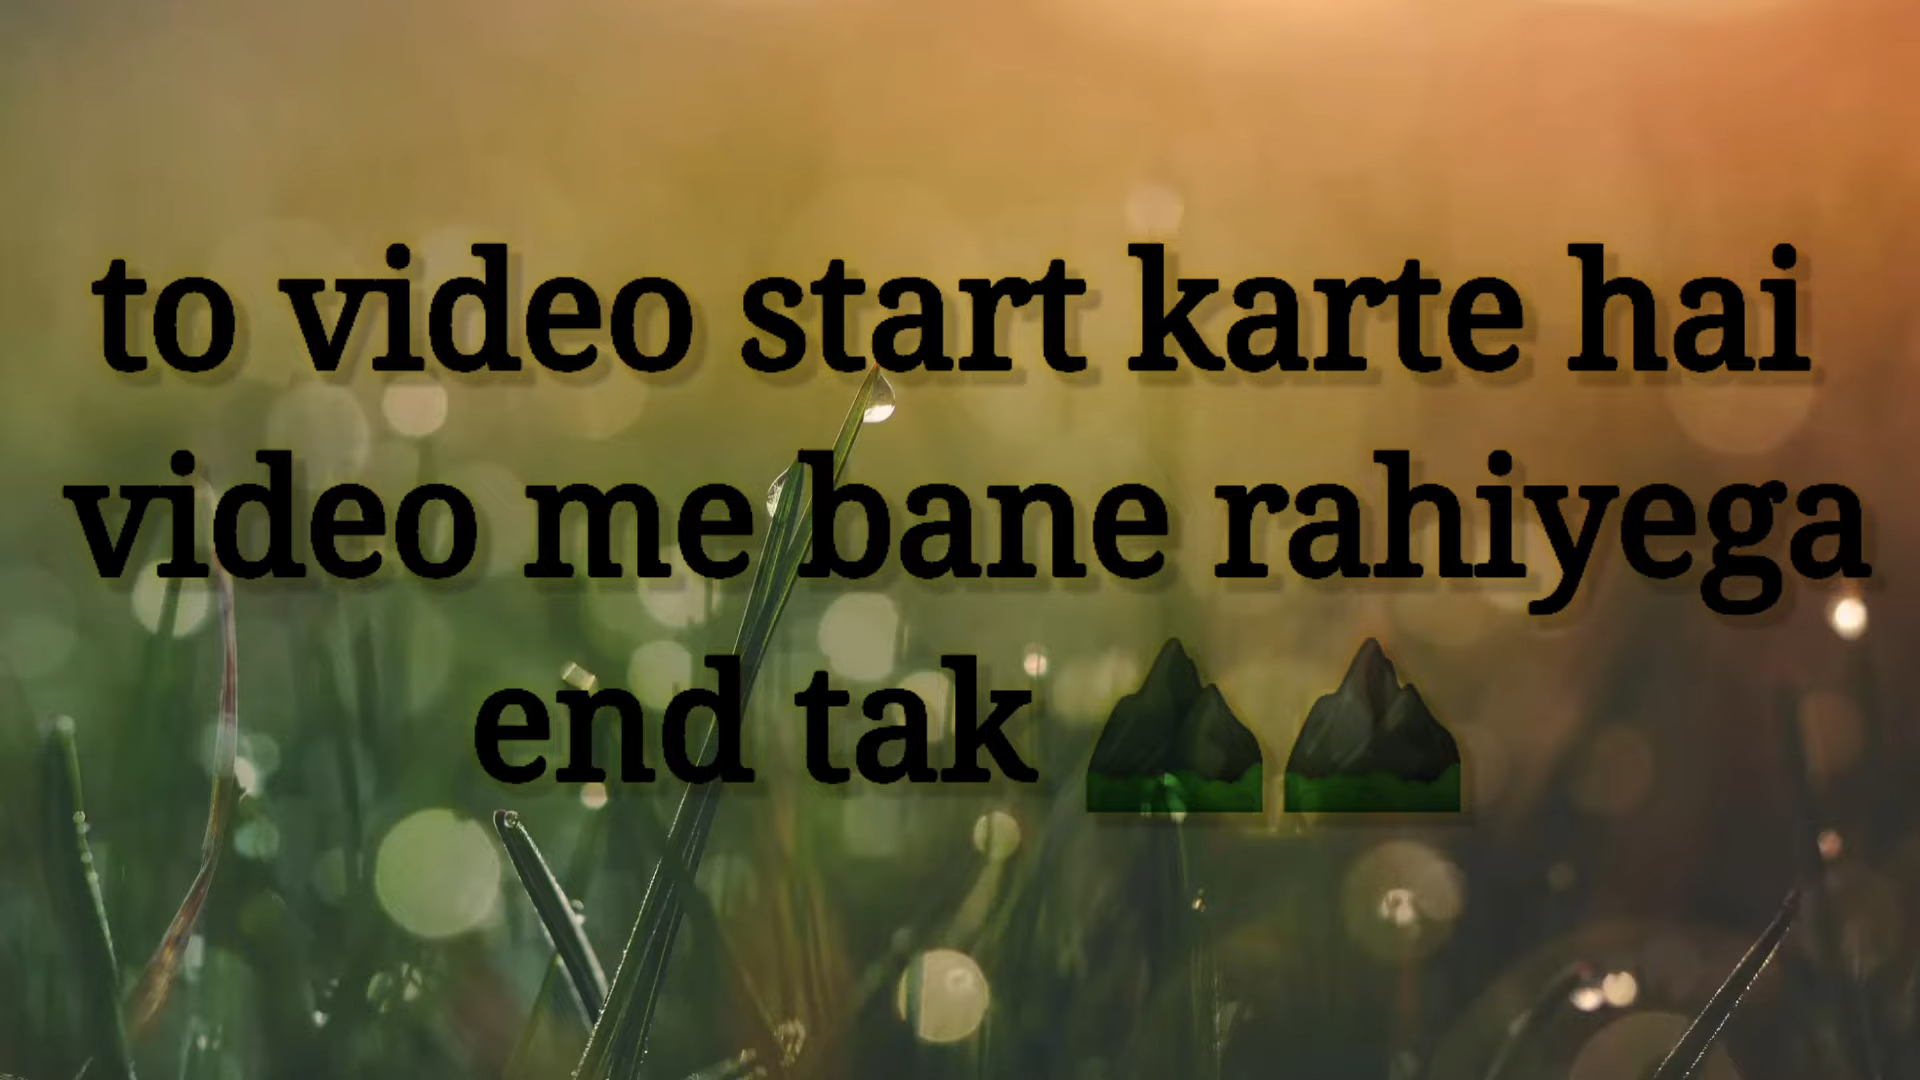 to video start karte hai
video me bane rahiyega
end tak ⛰️⛰️